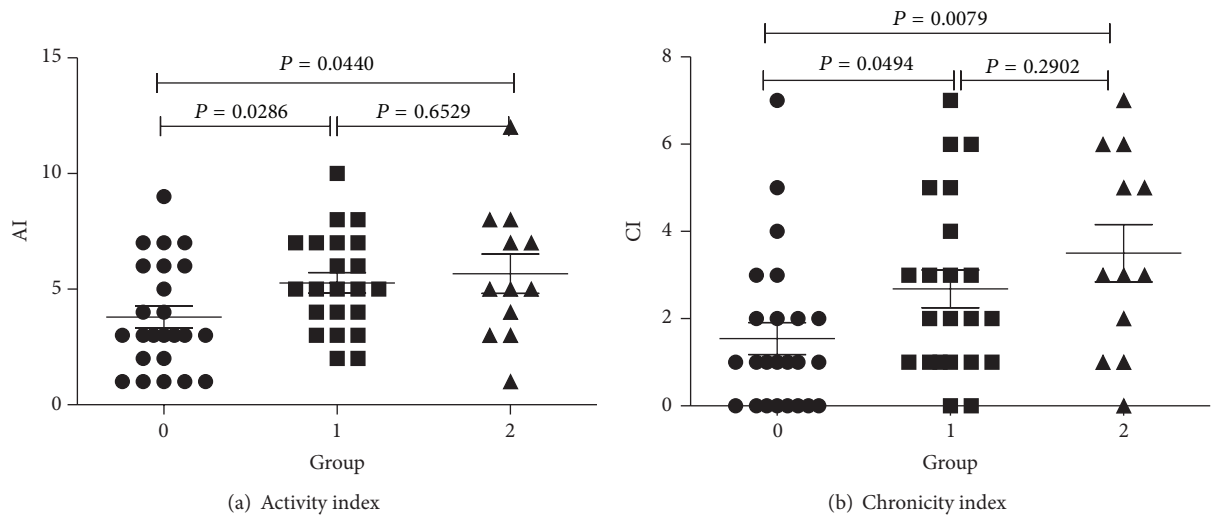 P = 0.0440
P = 0.0286
P = 0.6529
15
10
5
0
AI
0
1
2
Group
(a) Activity index
P = 0.0079
P = 0.0494
P = 0.2902
8
6
4
2
0
CI
0
1
2
Group
(b) Chronicity index